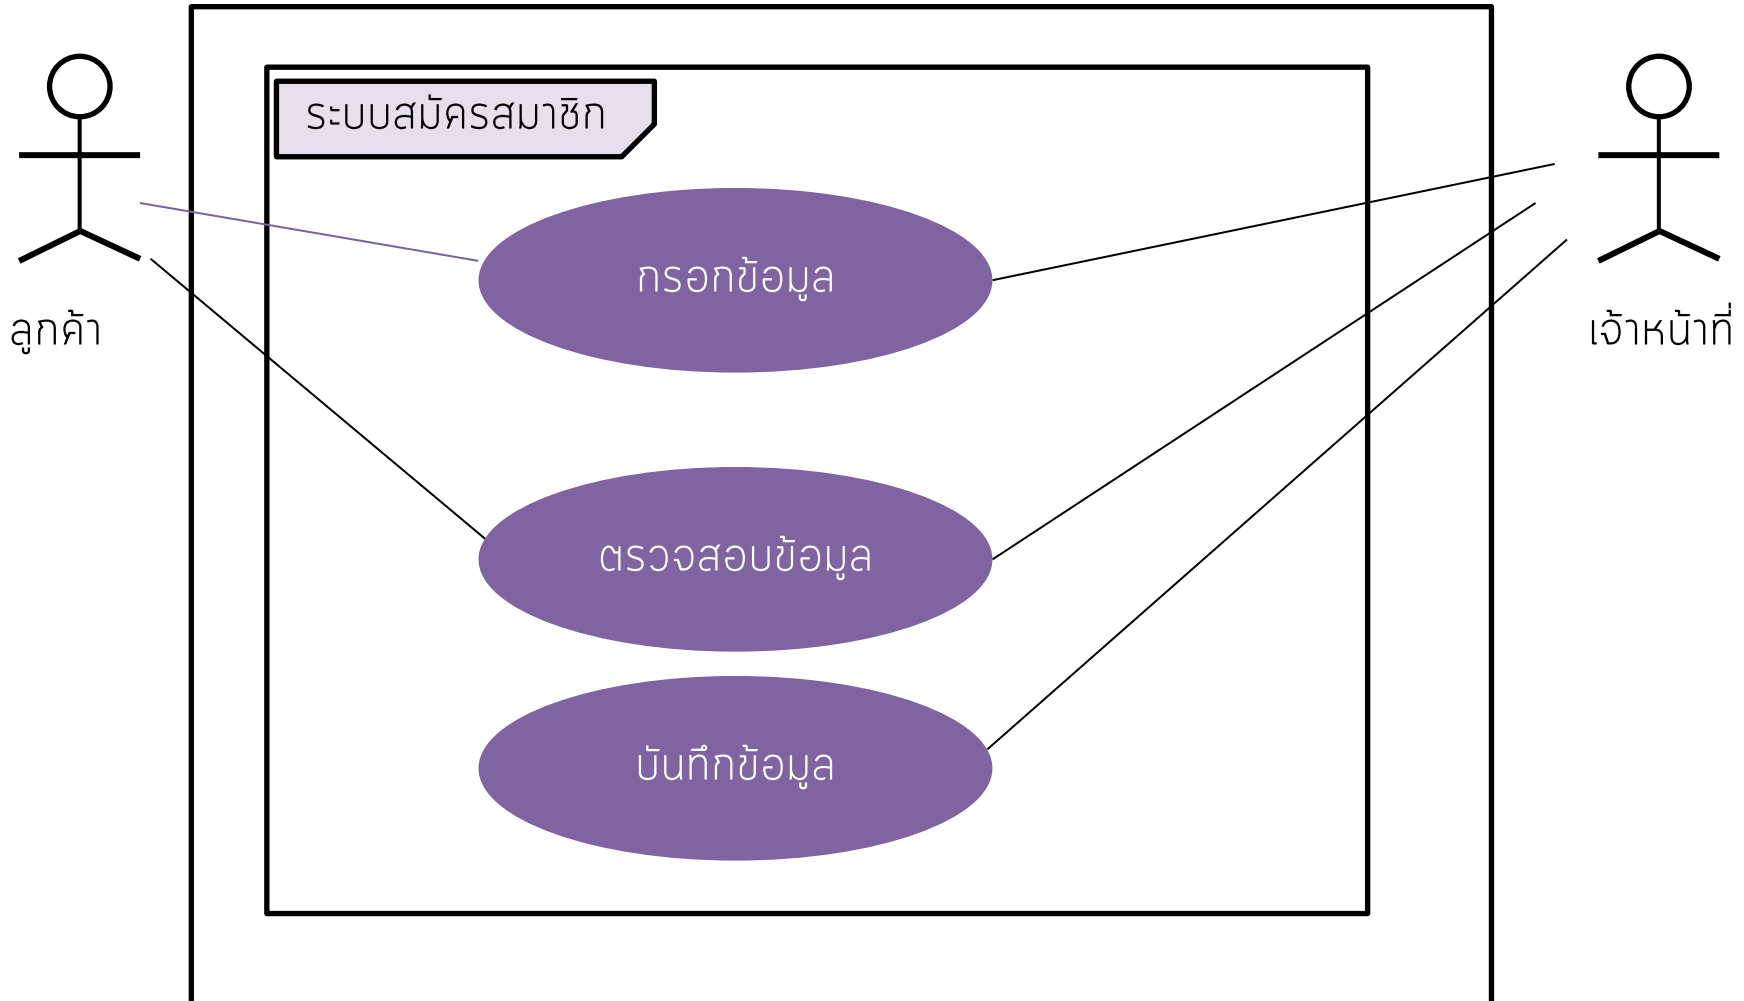 ระบบสมัครสมาชิก
กรอกข้อมูล
ลูกค้า
เจ้าหน้าที่
ตรวจสอบข้อมูล
บันทึกข้อมูล